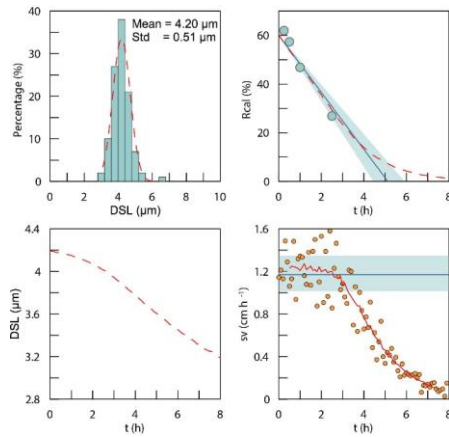 Mean = 4.20 µm
Std = 0.51 µm
Percentage (%)
40
30
20
10
0
0 2 4 6 8 10
DSL (µm)
Rcal (%)
60
40
20
0
0 2 4 6 8
t (h)
DSL (µm)
4.4
4
3.6
3.2
2.8
0 2 4 6 8
t (h)
sv (cm h⁻¹)
1.6
1.2
0.8
0.4
0
0 2 4 6 8
t (h)